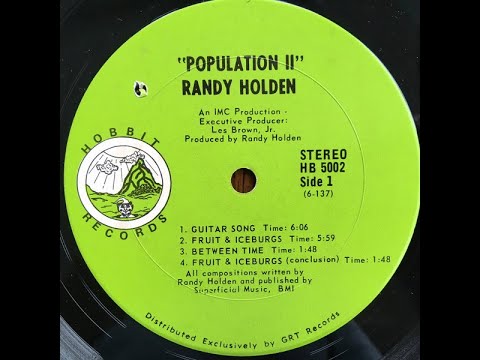 "POPULATION II"
RANDY HOLDEN
An IMC Production -
Executive Producer:
Les Brown, Jr.
Produced by Randy Holden
HOBBIT
RECORDS
STEREO
HB 5002
Side 1
(6-137)
1. GUITAR SONG Time: 6:06
2. FRUIT & ICEBURGS Time: 5:59
3. BETWEEN TIME Time: 1:48
4. FRUIT & ICEBURGS (conclusion) Time: 1:48
All compositions written by
Randy Holden and published by
Superficial Music, BMI
Distributed Exclusively by GRT Records